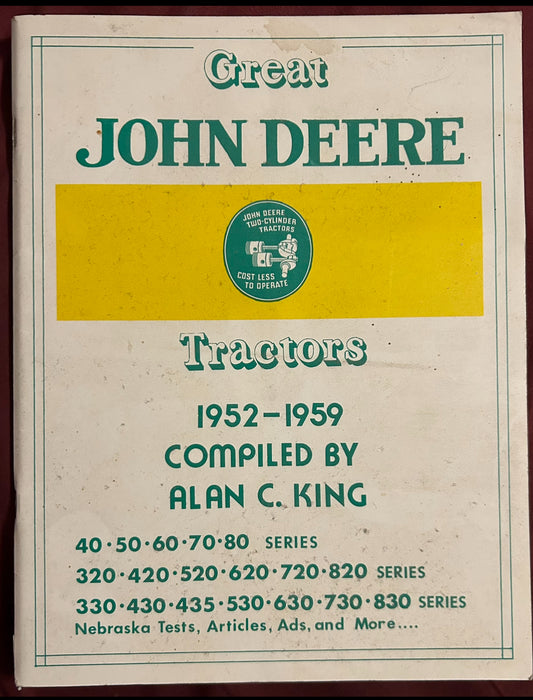 Great
JOHN DEERE
JOHN DEERE
TWO-CYLINDER
TRACTORS
COST LESS
TO OPERATE
Tractors
1952-1959
COMPILED BY
ALAN C. KING
40·50·60·70·80 SERIES
320·420·520·620·720·820 SERIES
330·430·435·530·630·730·830 SERIES
Nebraska Tests, Articles, Ads, and More....